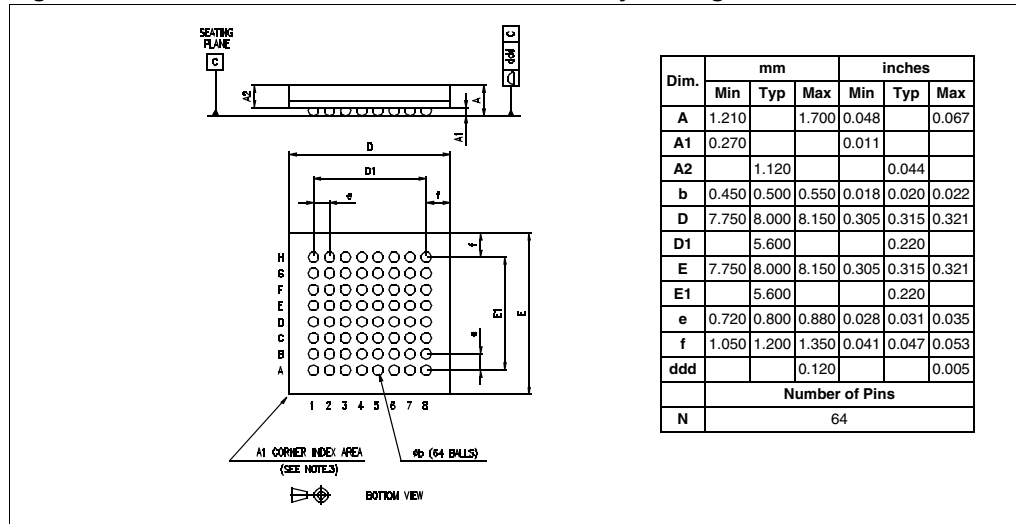 SEATING
PLANE
C
ddd C
A2
A
A1
D
D1
e
f
f
H
G
F
E
D
C
B
A
E1
E
e
1 2 3 4 5 6 7 8
A1 CORNER INDEX AREA
(SEE NOTE.3)
Øb (64 BALLS)
BOTTOM VIEW
Dim. mm inches
Min Typ Max Min Typ Max
A 1.210 1.700 0.048 0.067
A1 0.270 0.011
A2 1.120 0.044
b 0.450 0.500 0.550 0.018 0.020 0.022
D 7.750 8.000 8.150 0.305 0.315 0.321
D1 5.600 0.220
E 7.750 8.000 8.150 0.305 0.315 0.321
E1 5.600 0.220
e 0.720 0.800 0.880 0.028 0.031 0.035
f 1.050 1.200 1.350 0.041 0.047 0.053
ddd 0.120 0.005
Number of Pins
N 64